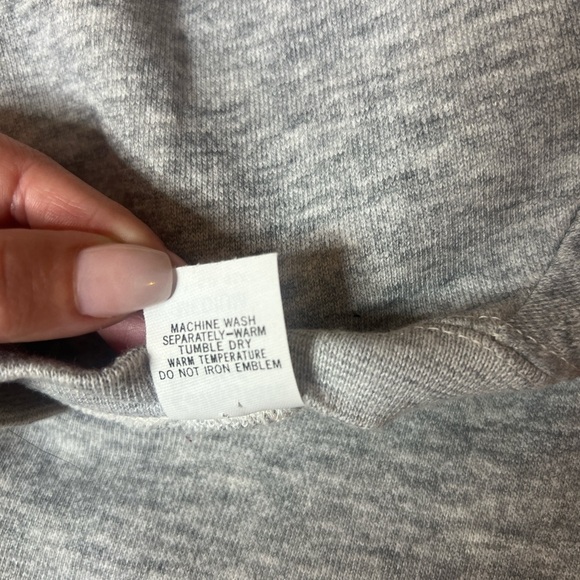 MACHINE WASH
SEPARATELY-WARM
TUMBLE DRY
WARM TEMPERATURE
DO NOT IRON EMBLEM